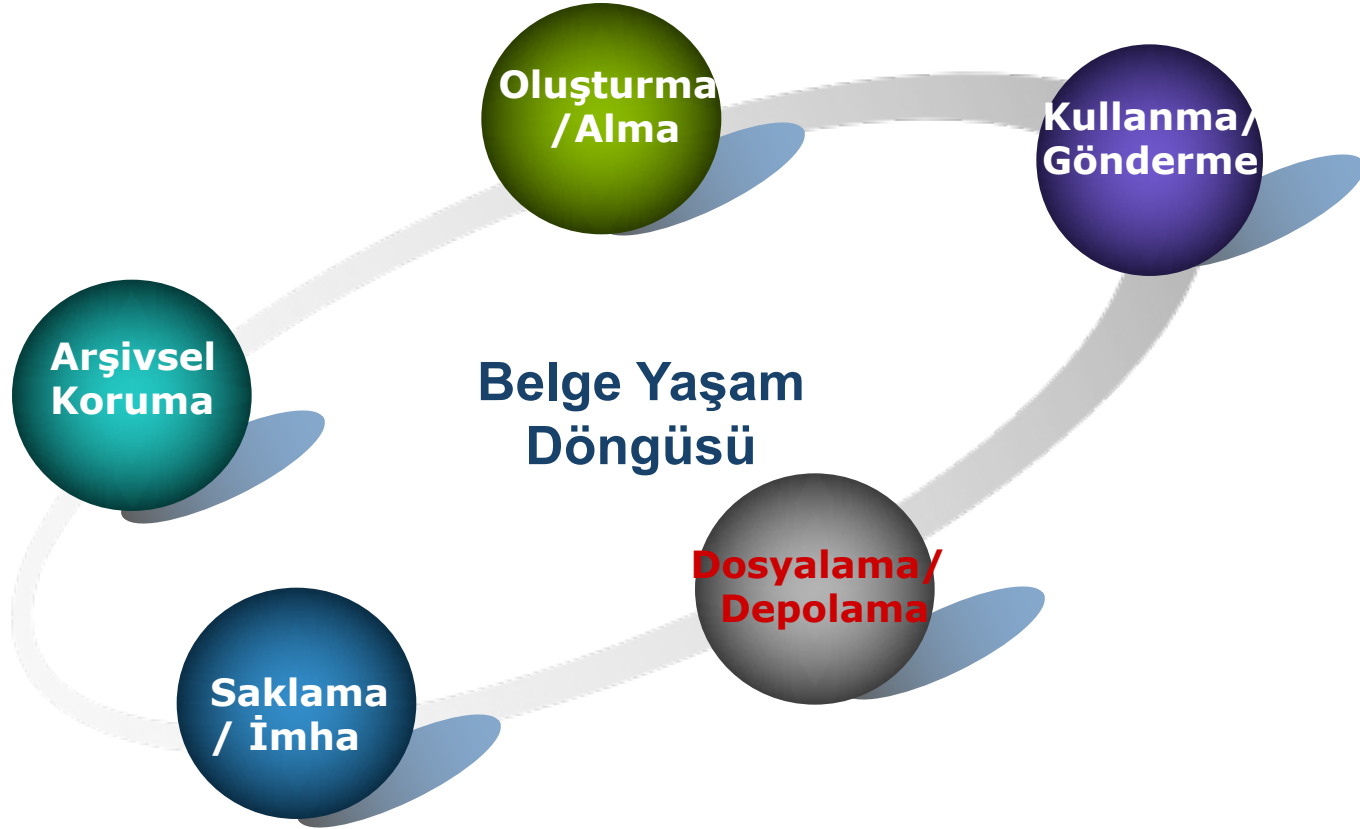 Oluşturma
/Alma
Kullanma/
Gönderme
Arşivsel
Koruma
Belge Yaşam
Döngüsü
Dosyalama/
Depolama
Saklama
/ İmha